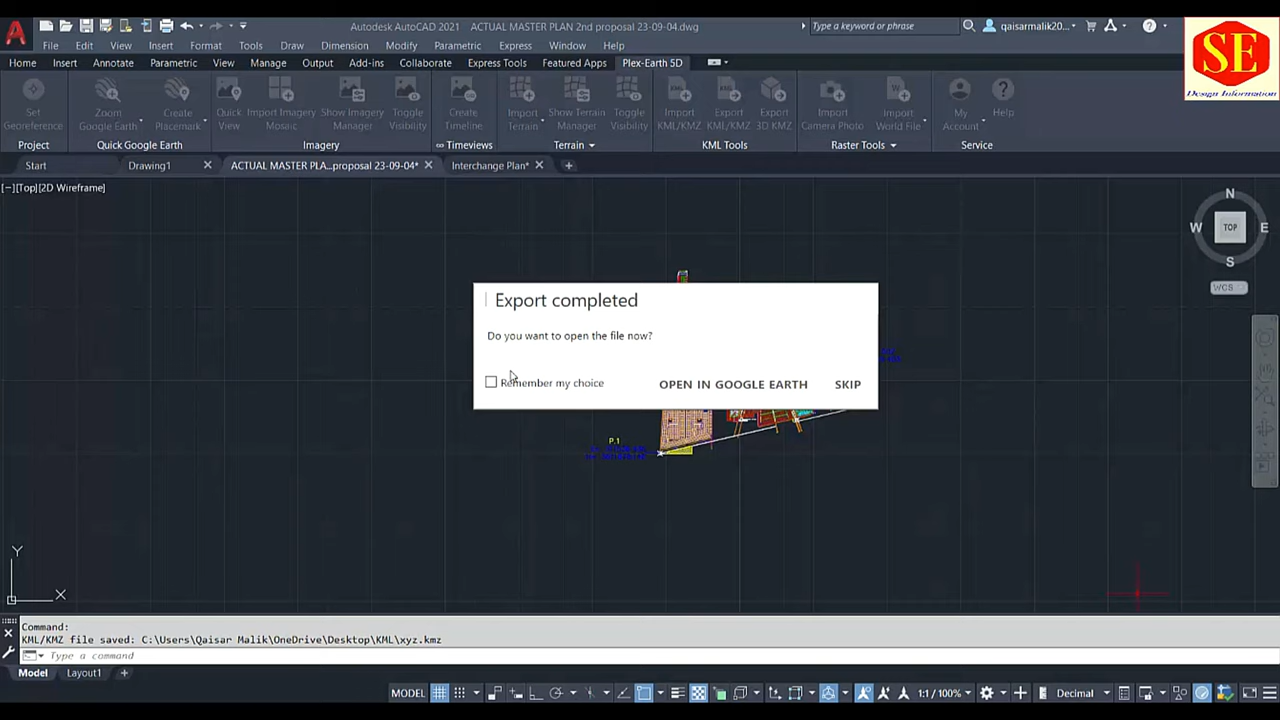 Autodesk AutoCAD 2021 ACTUAL MASTER PLAN 2nd proposal 23-09-04.dwg Type a keyword or phrase qaisarmalik20...
File Edit View Insert Format Tools Draw Dimension Modify Parametric Express Window Help
SE
Design Information
Home Insert Annotate Parametric View Manage Output Add-ins Collaborate Express Tools Featured Apps Plex-Earth 5D
Set Georeference
Zoom Google Earth
Create Placemark
Quick View
Import Imagery Mosaic
Show Imagery Manager
Toggle Visibility
Create Timeline
Import Terrain
Show Terrain Manager
Toggle Visibility
Import KML/KMZ
Export KML/KMZ
Export 3D KMZ
Import Camera Photo
Import World File
My Account
Help
Project Quick Google Earth Imagery Timeviews Terrain KML Tools Raster Tools Service
Start Drawing1 ACTUAL MASTER PLA...proposal 23-09-04* Interchange Plan*
[−][Top][2D Wireframe]
N
W TOP E
S
WCS
Export completed
Do you want to open the file now?
Remember my choice OPEN IN GOOGLE EARTH SKIP
P.1
Y
X
Command:
KML/KMZ file saved: C:\Users\Qaisar Malik\OneDrive\Desktop\KML\xyz.kmz
Type a command
Model Layout1
MODEL 1:1 / 100% Decimal